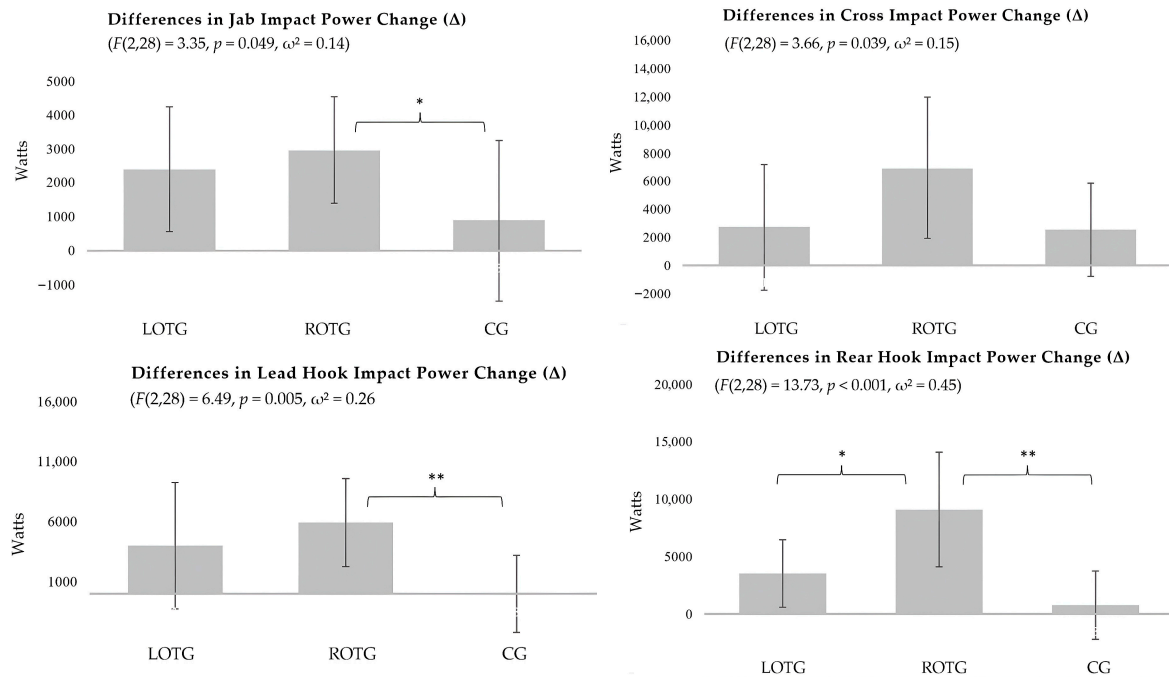 Differences in Jab Impact Power Change (Δ)
(F(2,28) = 3.35, p = 0.049, ω² = 0.14)
5000
4000
3000
2000
1000
0
−1000
Watts
*
LOTG
ROTG
CG
Differences in Cross Impact Power Change (Δ)
(F(2,28) = 3.66, p = 0.039, ω² = 0.15)
16,000
14,000
12,000
10,000
8000
6000
4000
2000
0
−2000
Watts
LOTG
ROTG
CG
Differences in Lead Hook Impact Power Change (Δ)
(F(2,28) = 6.49, p = 0.005, ω² = 0.26
16,000
11,000
6000
1000
Watts
**
LOTG
ROTG
CG
Differences in Rear Hook Impact Power Change (Δ)
(F(2,28) = 13.73, p < 0.001, ω² = 0.45)
20,000
15,000
10,000
5000
0
Watts
*
**
LOTG
ROTG
CG